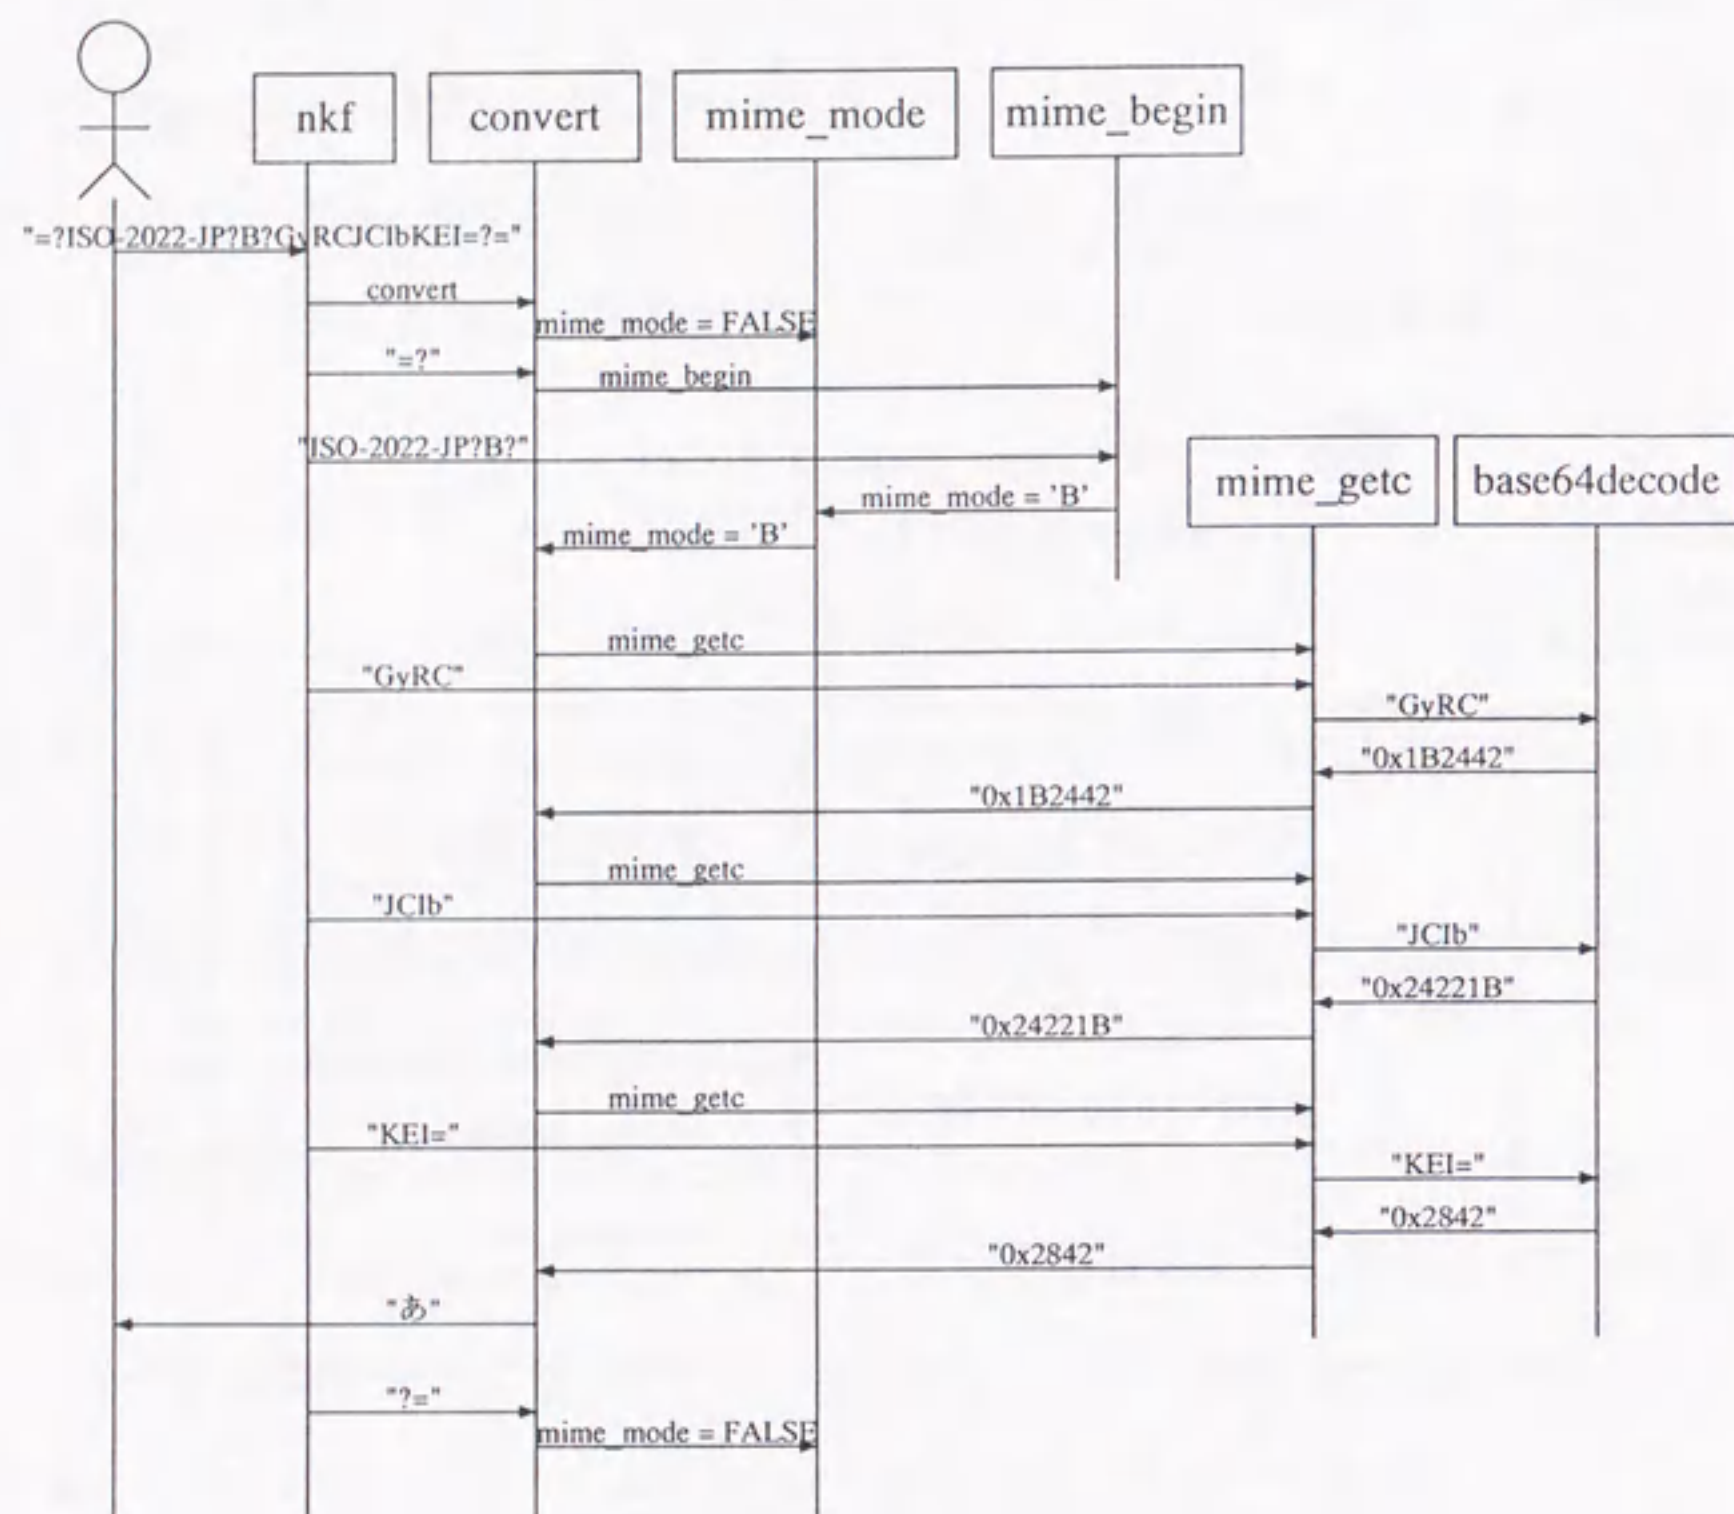 nkf
convert
mime_mode
mime_begin
"=?ISO-2022-JP?B?GyRCJCIbKEI=?="
convert
mime_mode = FALSE
"=?"
mime_begin
"ISO-2022-JP?B?"
mime_getc
base64decode
mime_mode = 'B'
mime_mode = 'B'
mime_getc
"GyRC"
"GyRC"
"0x1B2442"
"0x1B2442"
mime_getc
"JCIb"
"JCIb"
"0x24221B"
"0x24221B"
mime_getc
"KEI="
"KEI="
"0x2842"
"0x2842"
"あ"
"?="
mime_mode = FALSE